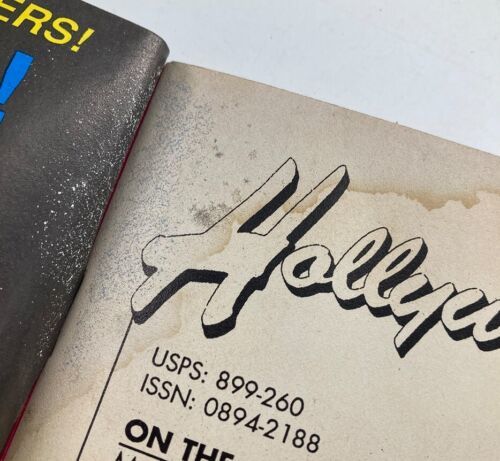 ERS!
!
Hollyw
USPS: 899-260
ISSN: 0894-2188
ON THE